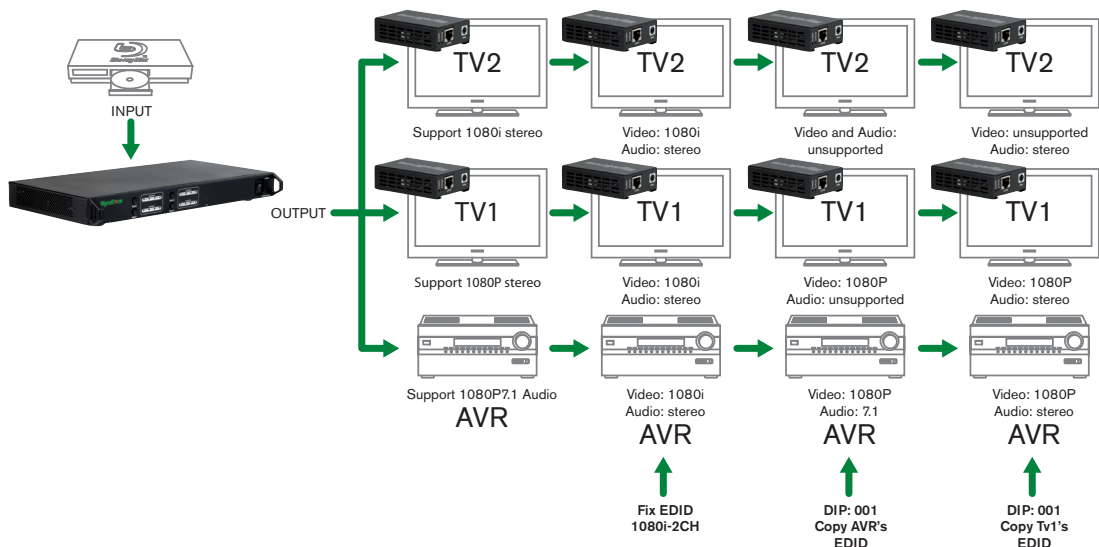 INPUT
OUTPUT
TV2
TV2
TV2
TV2
Support 1080i stereo
Video: 1080i
Audio: stereo
Video and Audio:
unsupported
Video: unsupported
Audio: stereo
TV1
TV1
TV1
TV1
Support 1080P stereo
Video: 1080i
Audio: stereo
Video: 1080P
Audio: unsupported
Video: 1080P
Audio: stereo
Support 1080P7.1 Audio
AVR
Video: 1080i
Audio: stereo
AVR
Video: 1080P
Audio: 7.1
AVR
Video: 1080P
Audio: stereo
AVR
Fix EDID
1080i-2CH
DIP: 001
Copy AVR's
EDID
DIP: 001
Copy Tv1's
EDID